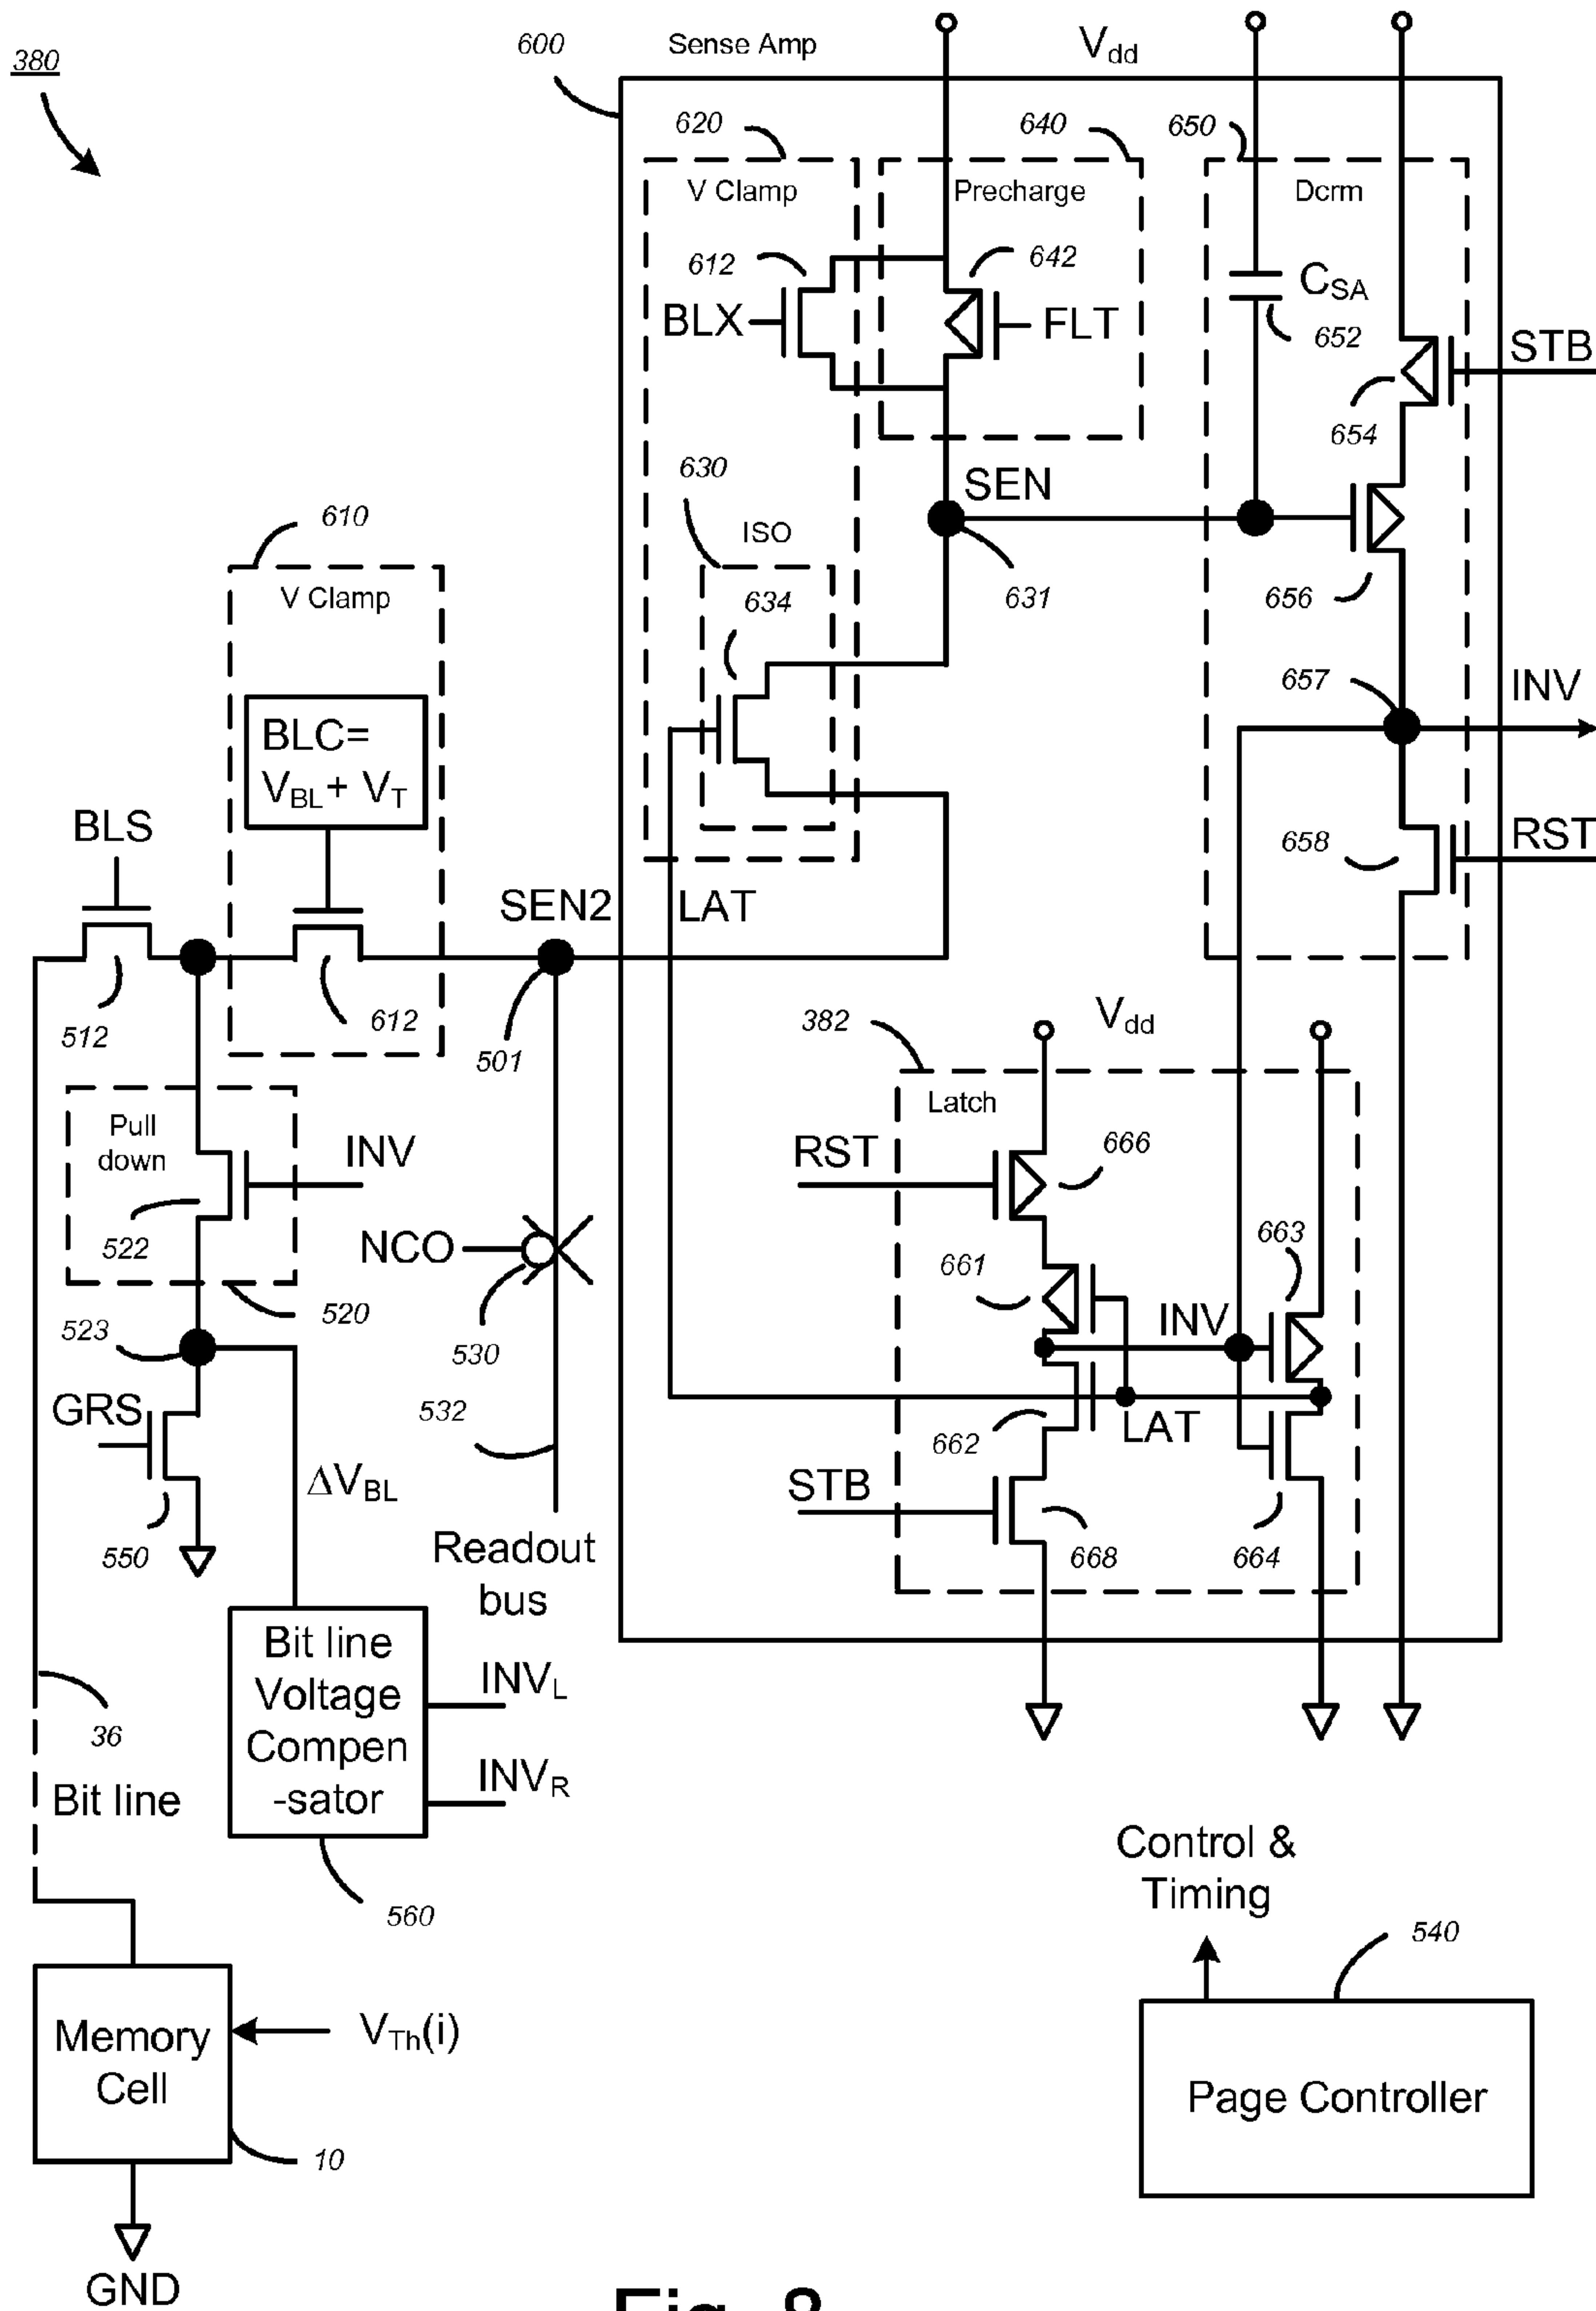 380
600
Sense Amp
Vdd
620
640
650
V Clamp
Precharge
Dcrm
612
642
BLX
FLT
CSA
652
STB
654
630
SEN
ISO
634
631
656
610
V Clamp
BLC=
VBL+ VT
657
INV
658
RST
BLS
SEN2
LAT
512
612
501
382
Vdd
Latch
Pull
down
INV
RST
666
522
NCO
663
661
520
523
INV
530
GRS
532
LAT
662
ΔVBL
STB
550
Readout
bus
668
664
Bit line
Voltage
Compen
-sator
INVL
36
INVR
Bit line
560
Control &
Timing
540
Memory
Cell
VTh(i)
Page Controller
10
GND
Fig. 8